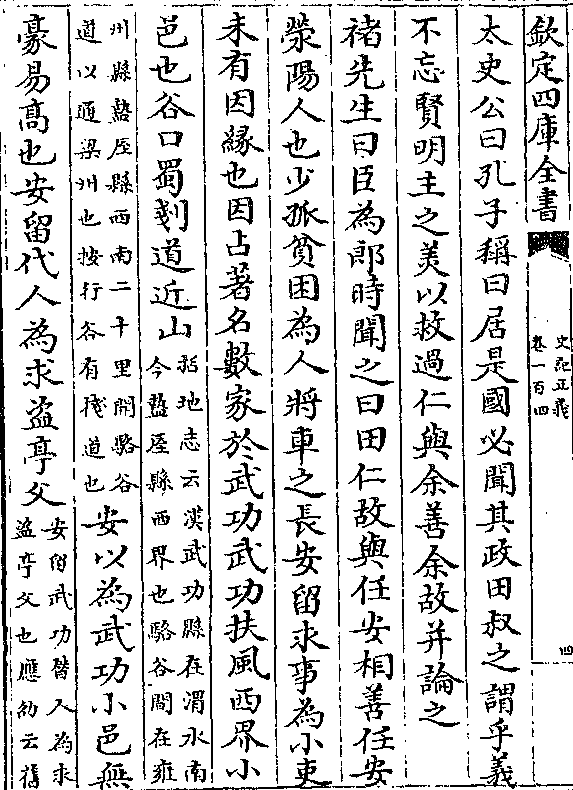 欽定四庫全書
史記正義
卷一百四
四
太史公曰孔子稱曰居是國必聞其政田叔之謂乎義
不忘賢明主之美以救過仁與余善余故并論之
褚先生曰臣為郎時聞之曰田仁故與任安相善任安
滎陽人也少孤貧困為人將車之長安留求事為小吏
未有因緣也因占著名數家於武功武功扶風西界小
邑也谷口蜀剗道近山括地志云漢武功縣在渭水南
今盩厔縣西界也駱谷間在雍
州縣盩厔縣西南二十里開駱谷
道以通梁州也按行谷有棧道也安以為武功小邑無
豪易高也安留代人為求盜亭父安留武功替人為求
盜亭父也應劭云舊